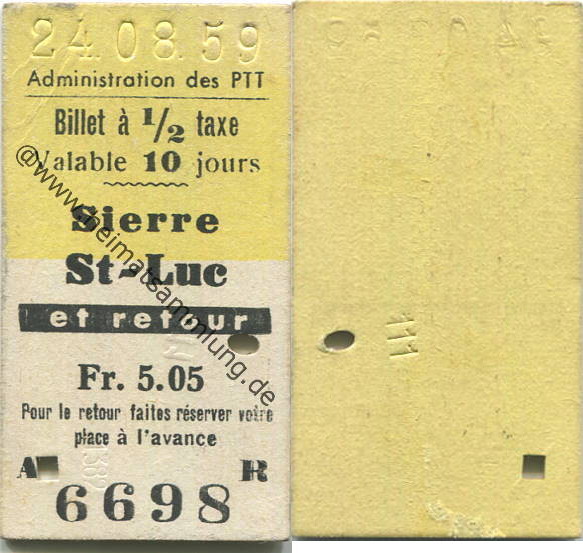 24.08.59
Administration des PTT
Billet à 1/2 taxe
Valable 10 jours
Sierre
St-Luc
et retour
Fr. 5.05
Pour le retour faites réserver votre
place à l'avance
A R
6698
@www.heimatsammlung.de